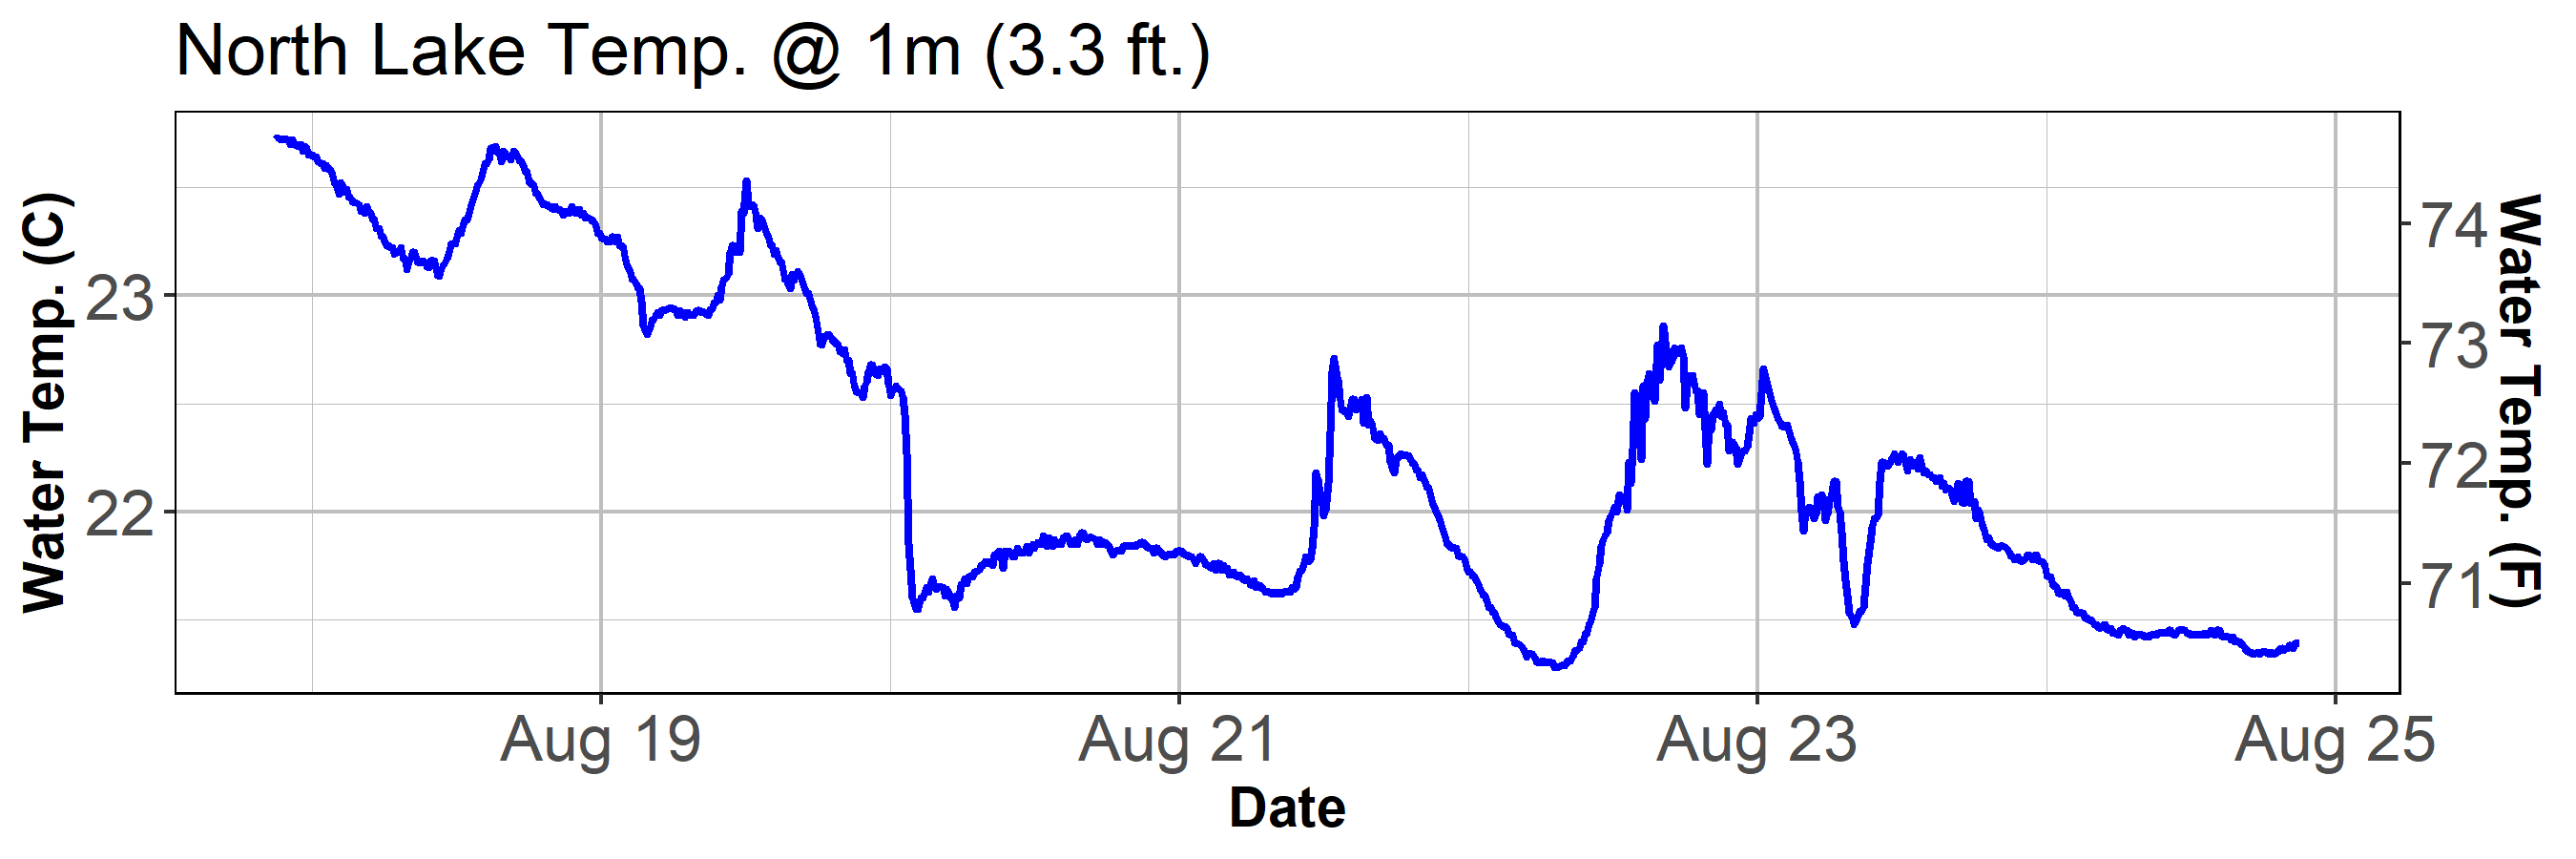 North Lake Temp. @ 1m (3.3 ft.)
Water Temp. (C)
23
22
74
73
72
71
Water Temp. (F)
Aug 19
Aug 21
Aug 23
Aug 25
Date